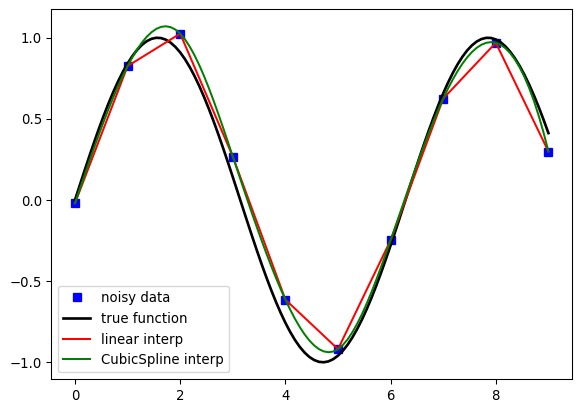 1.0
0.5
0.0
−0.5
−1.0
noisy data
true function
linear interp
CubicSpline interp
0 2 4 6 8